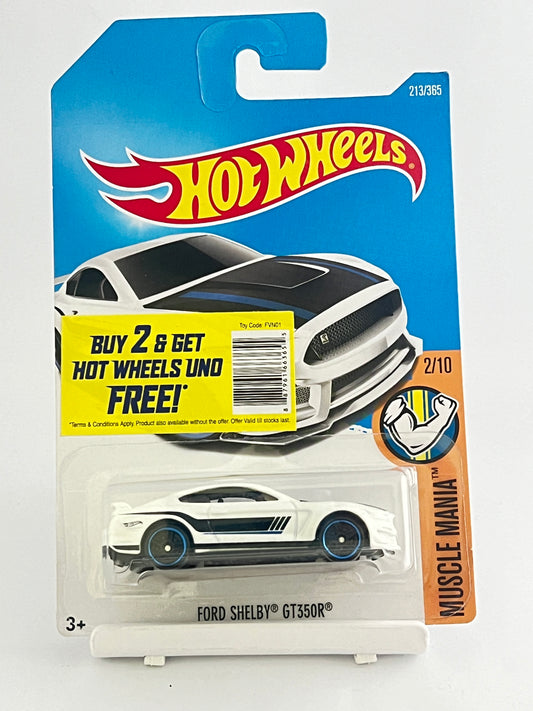 213/365
HOT WHEELS®
Toy Code: FVN01
BUY 2 & GET
HOT WHEELS UNO
FREE!*
*Terms & Conditions Apply. Product also available without the offer. Offer Valid till stocks last.
2/10
MUSCLE MANIA™
FORD SHELBY® GT350R®
3+